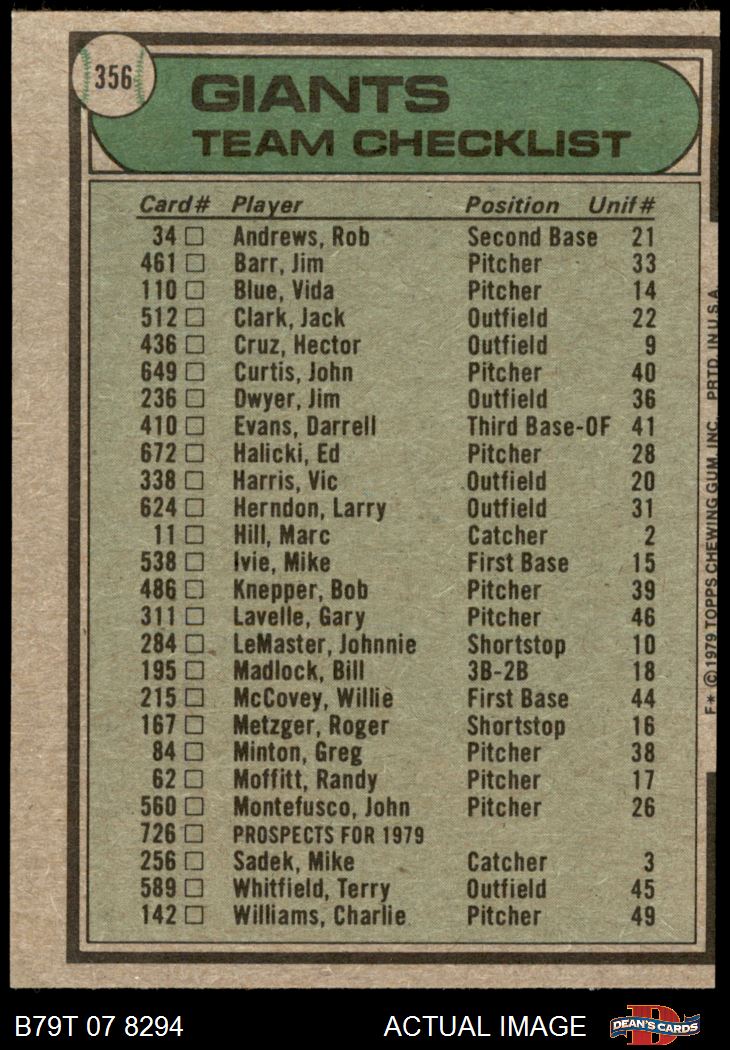 356
GIANTS
TEAM CHECKLIST
Card# Player Position Unif#
34 Andrews, Rob Second Base 21
461 Barr, Jim Pitcher 33
110 Blue, Vida Pitcher 14
512 Clark, Jack Outfield 22
436 Cruz, Hector Outfield 9
649 Curtis, John Pitcher 40
236 Dwyer, Jim Outfield 36
410 Evans, Darrell Third Base-OF 41
672 Halicki, Ed Pitcher 28
338 Harris, Vic Outfield 20
624 Herndon, Larry Outfield 31
11 Hill, Marc Catcher 2
538 Ivie, Mike First Base 15
486 Knepper, Bob Pitcher 39
311 Lavelle, Gary Pitcher 46
284 LeMaster, Johnnie Shortstop 10
195 Madlock, Bill 3B-2B 18
215 McCovey, Willie First Base 44
167 Metzger, Roger Shortstop 16
84 Minton, Greg Pitcher 38
62 Moffitt, Randy Pitcher 17
560 Montefusco, John Pitcher 26
726 PROSPECTS FOR 1979
256 Sadek, Mike Catcher 3
589 Whitfield, Terry Outfield 45
142 Williams, Charlie Pitcher 49
F* © 1979 TOPPS CHEWING GUM, INC. PRTD. IN U.S.A.
B79T 07 8294 ACTUAL IMAGE
D
DEAN'S CARDS